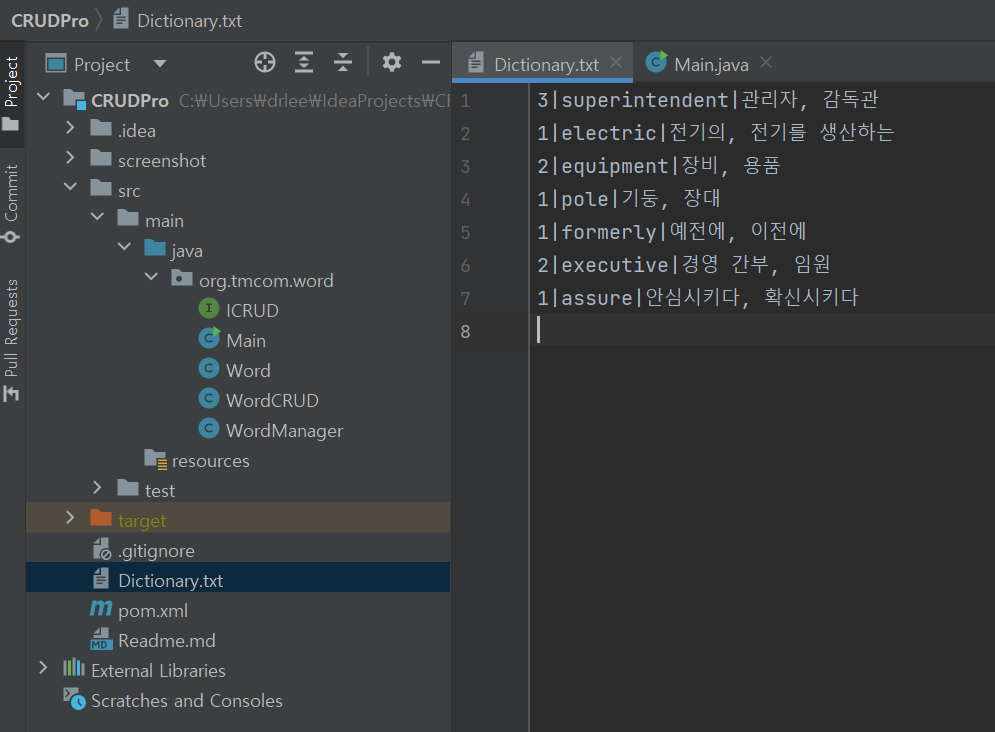 CRUDPro Dictionary.txt
Project
Commit
Pull Requests
Project
CRUDPro C:₩Users₩drlee₩IdeaProjects₩CF
.idea
screenshot
src
main
java
org.tmcom.word
I ICRUD
C Main
C Word
C WordCRUD
C WordManager
resources
test
target
.gitignore
Dictionary.txt
m pom.xml
MD Readme.md
External Libraries
Scratches and Consoles
Dictionary.txt
C Main.java
1 3|superintendent|관리자, 감독관
2 1|electric|전기의, 전기를 생산하는
3 2|equipment|장비, 용품
4 1|pole|기둥, 장대
5 1|formerly|예전에, 이전에
6 2|executive|경영 간부, 임원
7 1|assure|안심시키다, 확신시키다
8